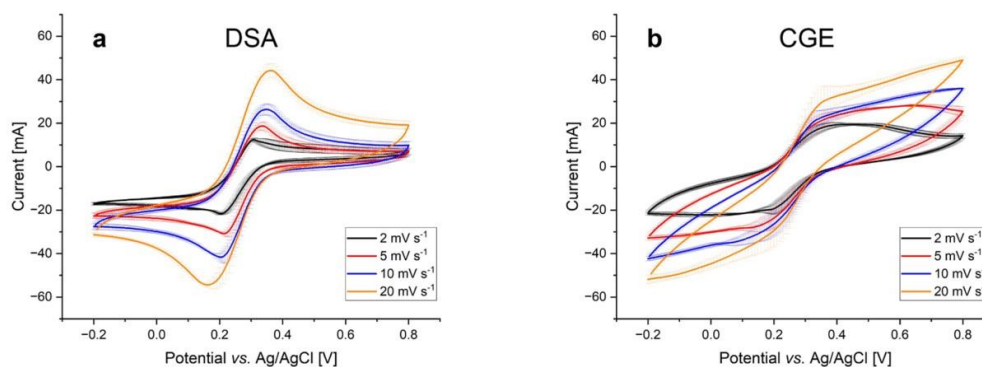 a
DSA
60
40
20
0
−20
−40
−60
Current [mA]
−0.2 0.0 0.2 0.4 0.6 0.8
Potential vs. Ag/AgCl [V]
2 mV s⁻¹
5 mV s⁻¹
10 mV s⁻¹
20 mV s⁻¹
b
CGE
60
40
20
0
−20
−40
−60
Current [mA]
−0.2 0.0 0.2 0.4 0.6 0.8
Potential vs. Ag/AgCl [V]
2 mV s⁻¹
5 mV s⁻¹
10 mV s
20 mV s